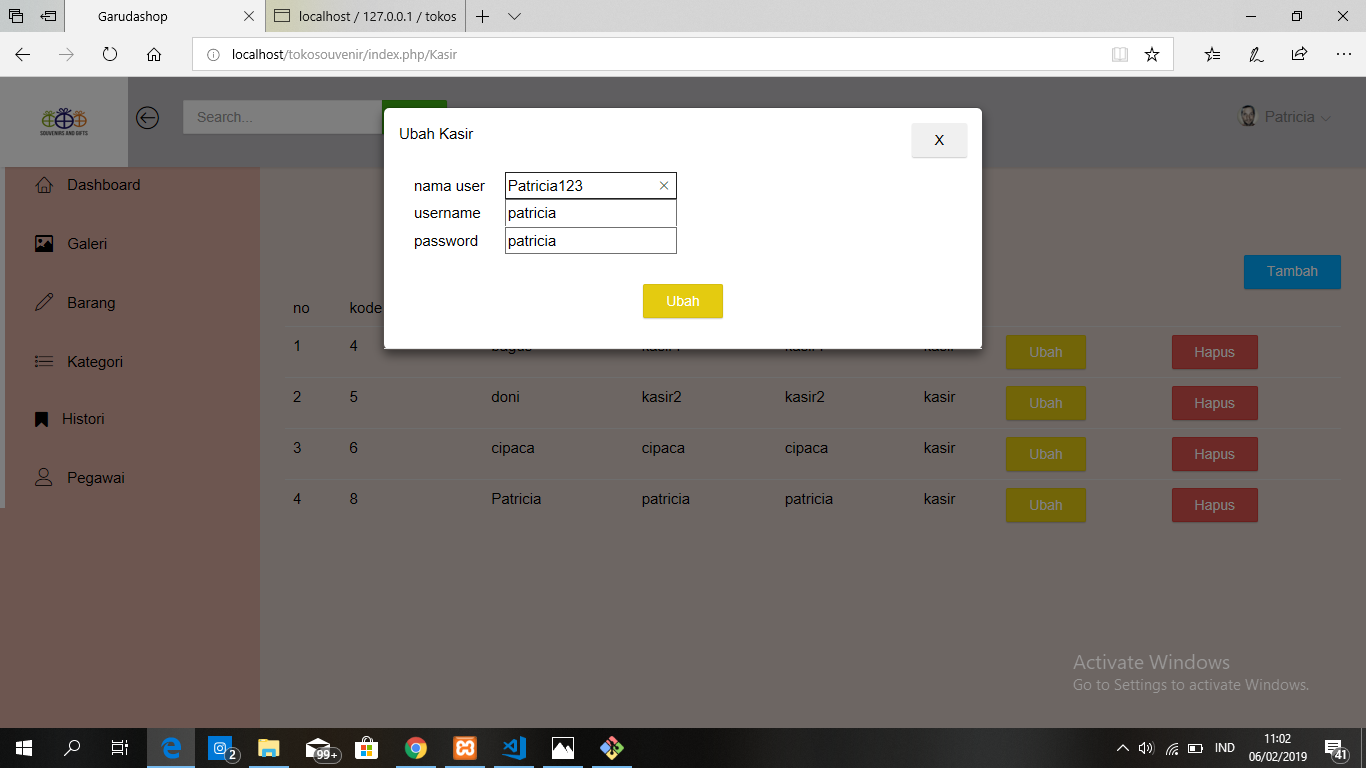 Garudashop
localhost / 127.0.0.1 / tokos
localhost/tokosouvenir/index.php/Kasir
SOUVENIRS AND GIFTS
Search...
Patricia
Ubah Kasir
X
nama user Patricia123
username patricia
password patricia
Ubah
Dashboard
Galeri
Barang
Kategori
Histori
Pegawai
Tambah
no kode
1 4 Ubah Hapus
2 5 doni kasir2 kasir2 kasir Ubah Hapus
3 6 cipaca cipaca cipaca kasir Ubah Hapus
4 8 Patricia patricia patricia kasir Ubah Hapus
Activate Windows
Go to Settings to activate Windows.
2
99+
IND
11:02
06/02/2019
41